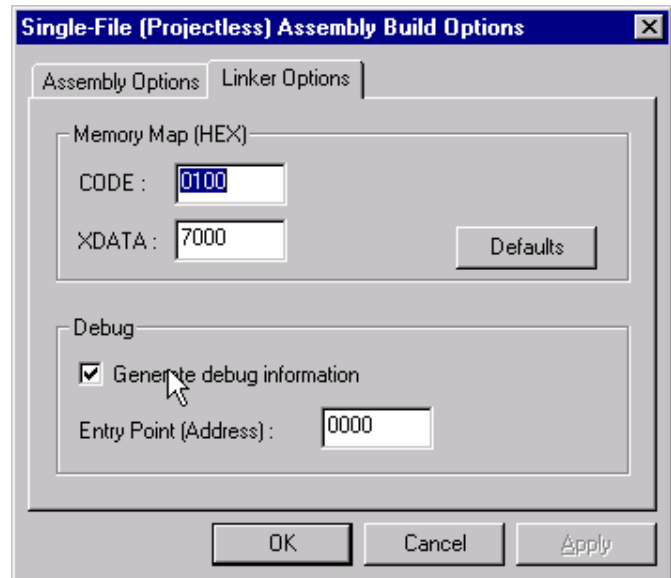 Single-File (Projectless) Assembly Build Options
Assembly Options Linker Options
Memory Map (HEX)
CODE : 0100
XDATA : 7000
Defaults
Debug
Generate debug information
Entry Point (Address) : 0000
OK Cancel Apply